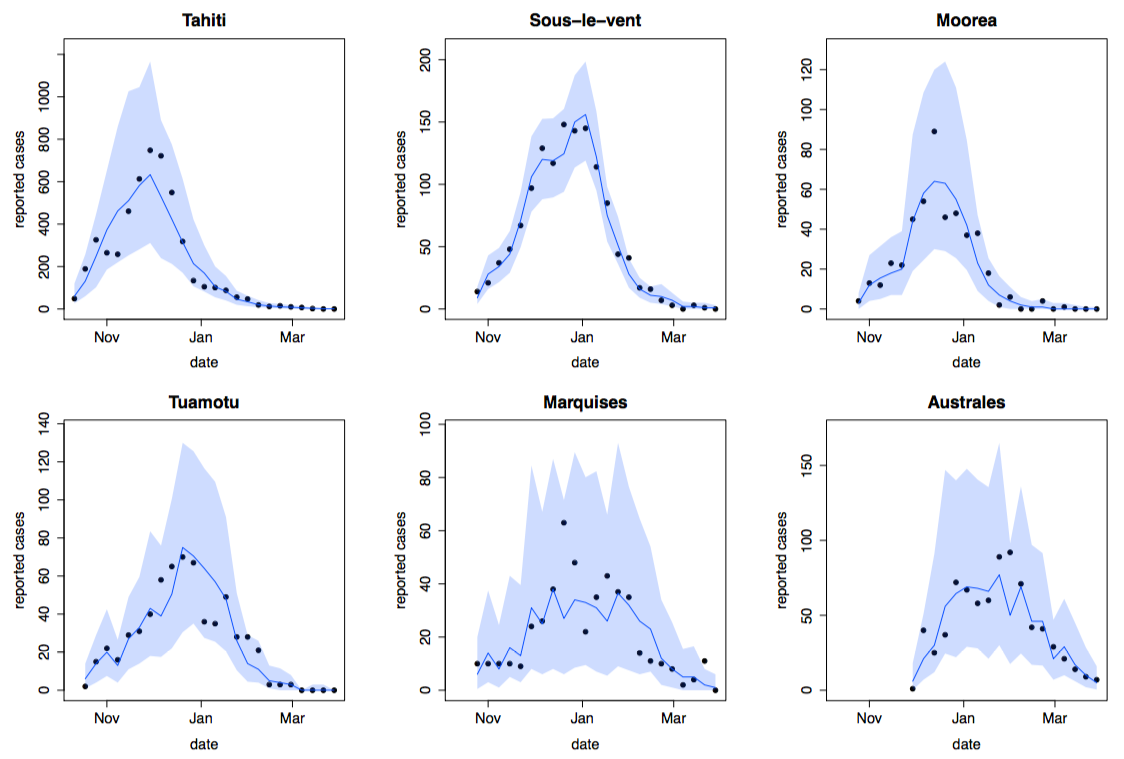 Tahiti
Sous−le−vent
Moorea
reported cases
0
200
400
600
800
1000
Nov
Jan
Mar
date
reported cases
0
50
100
150
200
Nov
Jan
Mar
date
reported cases
0
20
40
60
80
100
120
Nov
Jan
Mar
date
Tuamotu
Marquises
Australes
reported cases
0
20
40
60
80
100
120
140
Nov
Jan
Mar
date
reported cases
0
20
40
60
80
100
Nov
Jan
Mar
date
reported cases
0
50
100
150
Nov
Jan
Mar
date